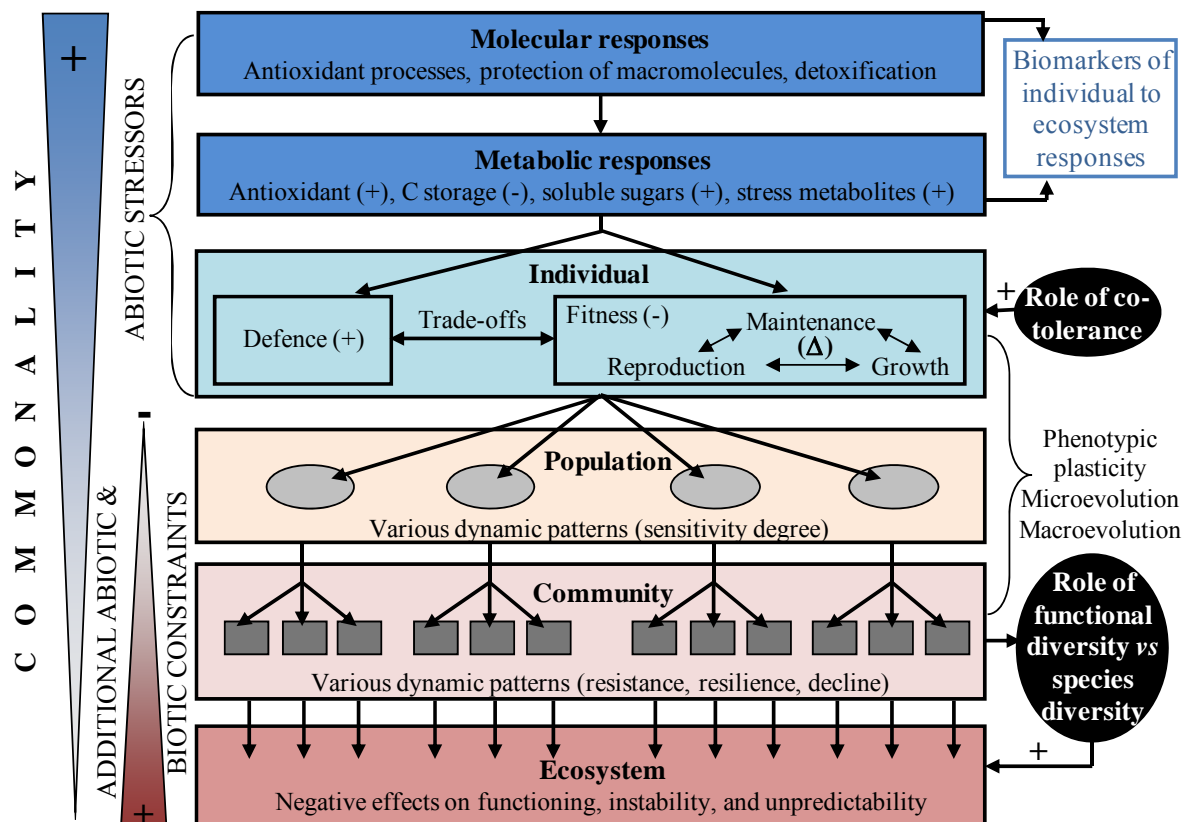 COMMONALITY
+
ABIOTIC STRESSORS
-
ADDITIONAL ABIOTIC &
BIOTIC CONSTRAINTS
+
Molecular responses
Antioxidant processes, protection of macromolecules, detoxification
Biomarkers of
individual to
ecosystem
responses
Metabolic responses
Antioxidant (+), C storage (-), soluble sugars (+), stress metabolites (+)
Individual
Defence (+)
Trade-offs
Fitness (-)
Maintenance
(Δ)
Reproduction
Growth
+
Role of co-
tolerance
Population
Various dynamic patterns (sensitivity degree)
Phenotypic
plasticity
Microevolution
Macroevolution
Community
Various dynamic patterns (resistance, resilience, decline)
Role of
functional
diversity vs
species
diversity
+
Ecosystem
Negative effects on functioning, instability, and unpredictability